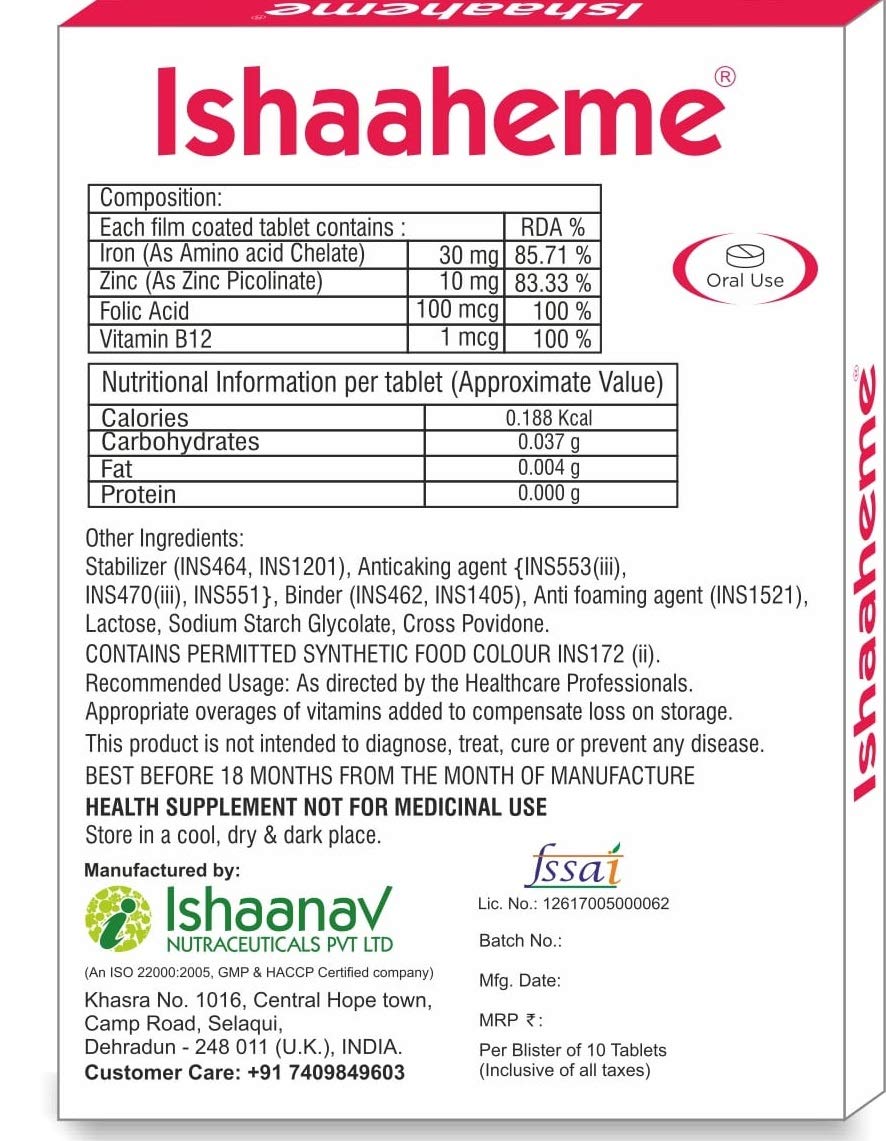 Ishaaheme®
Ishaaheme®
Composition:
Each film coated tablet contains : RDA %
Iron (As Amino acid Chelate) 30 mg 85.71 %
Zinc (As Zinc Picolinate) 10 mg 83.33 %
Folic Acid 100 mcg 100 %
Vitamin B12 1 mcg 100 %
Oral Use
Nutritional Information per tablet (Approximate Value)
Calories 0.188 Kcal
Carbohydrates 0.037 g
Fat 0.004 g
Protein 0.000 g
Other Ingredients:
Stabilizer (INS464, INS1201), Anticaking agent {INS553(iii),
INS470(iii), INS551}, Binder (INS462, INS1405), Anti foaming agent (INS1521),
Lactose, Sodium Starch Glycolate, Cross Povidone.
CONTAINS PERMITTED SYNTHETIC FOOD COLOUR INS172 (ii).
Recommended Usage: As directed by the Healthcare Professionals.
Appropriate overages of vitamins added to compensate loss on storage.
This product is not intended to diagnose, treat, cure or prevent any disease.
BEST BEFORE 18 MONTHS FROM THE MONTH OF MANUFACTURE
HEALTH SUPPLEMENT NOT FOR MEDICINAL USE
Store in a cool, dry & dark place.
Manufactured by:
Ishaanav
NUTRACEUTICALS PVT LTD
(An ISO 22000:2005, GMP & HACCP Certified company)
Khasra No. 1016, Central Hope town,
Camp Road, Selaqui,
Dehradun - 248 011 (U.K.), INDIA.
Customer Care: +91 7409849603
fssai
Lic. No.: 12617005000062
Batch No.:
Mfg. Date:
MRP ₹:
Per Blister of 10 Tablets
(Inclusive of all taxes)
Ishaaheme®